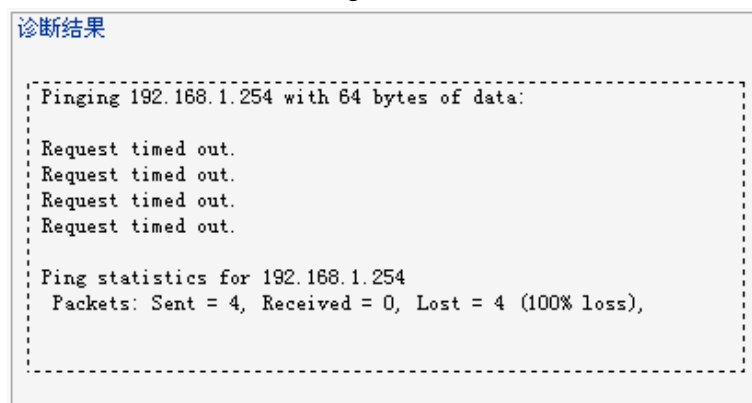 诊断结果
Pinging 192.168.1.254 with 64 bytes of data:
Request timed out.
Request timed out.
Request timed out.
Request timed out.
Ping statistics for 192.168.1.254
Packets: Sent = 4, Received = 0, Lost = 4 (100% loss),